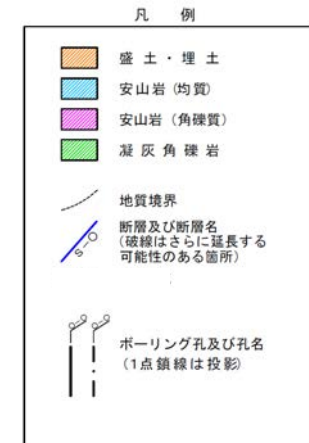 凡 例
盛 土 ・ 埋 土
安山岩 (均質)
安山岩 (角礫質)
凝 灰 角 礫 岩
地質境界
S-O
断層及び断層名
(破線はさらに延長する
可能性のある箇所)
O-O O-O
ボーリング孔及び孔名
(1点鎖線は投影)